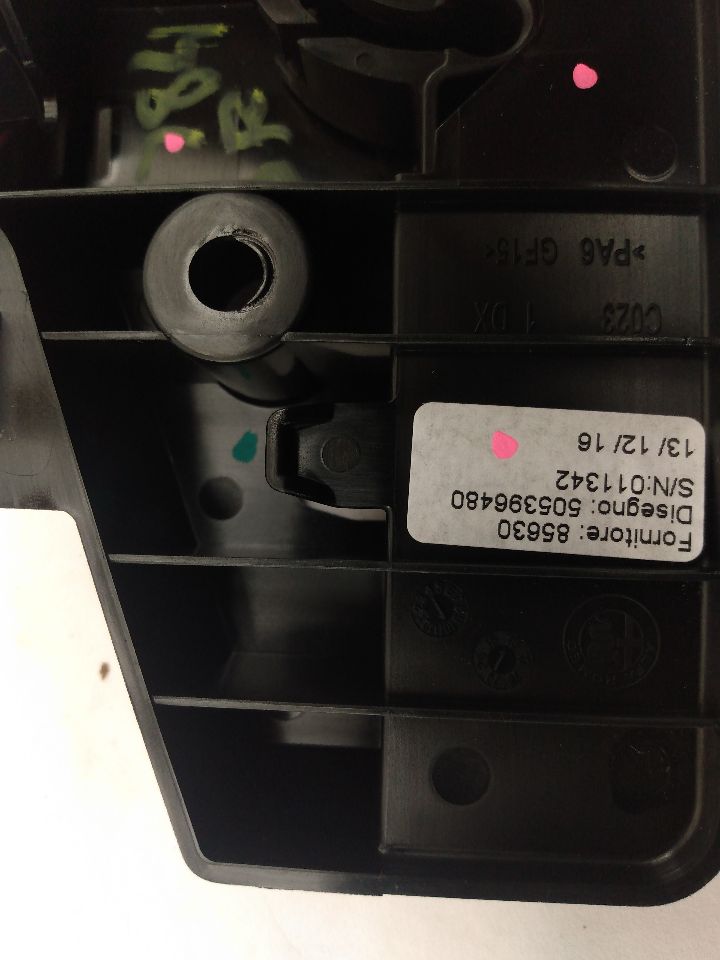 Fornitore: 85630
Disegno: 505396480
S/N:011342
13/ 12/ 16
C023 1 DX
>PA6 GF15<